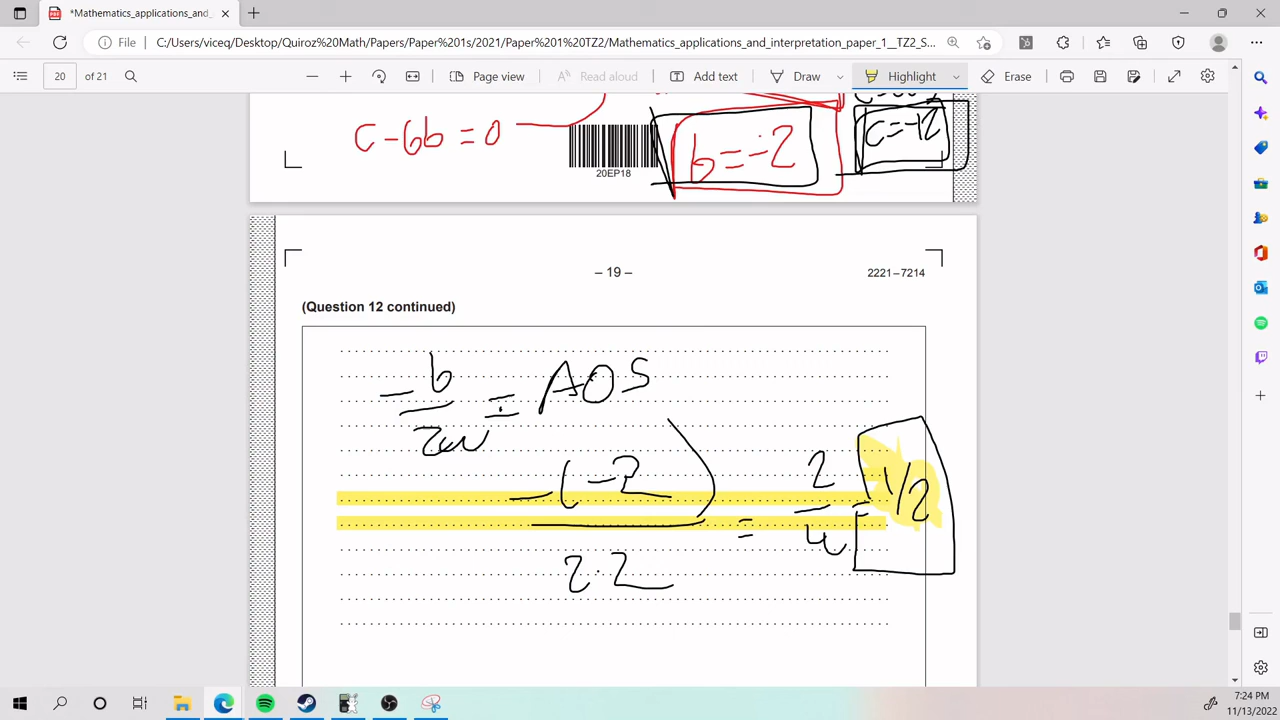 *Mathematics_applications_and_
File
C:/Users/viceq/Desktop/Quiroz%20Math/Papers/Paper%201s/2021/Paper%201%20TZ2/Mathematics_applications_and_interpretation_paper_1__TZ2_S...
20 of 21
Page view
Read aloud
Add text
Draw
Highlight
Erase
c-6b=0
b=-2
c=-12
20EP18
– 19 –
2221–7214
(Question 12 continued)
-b
= AOS
-(-2)
2·2
= 2/4 = 1/2
7:24 PM
11/13/2022